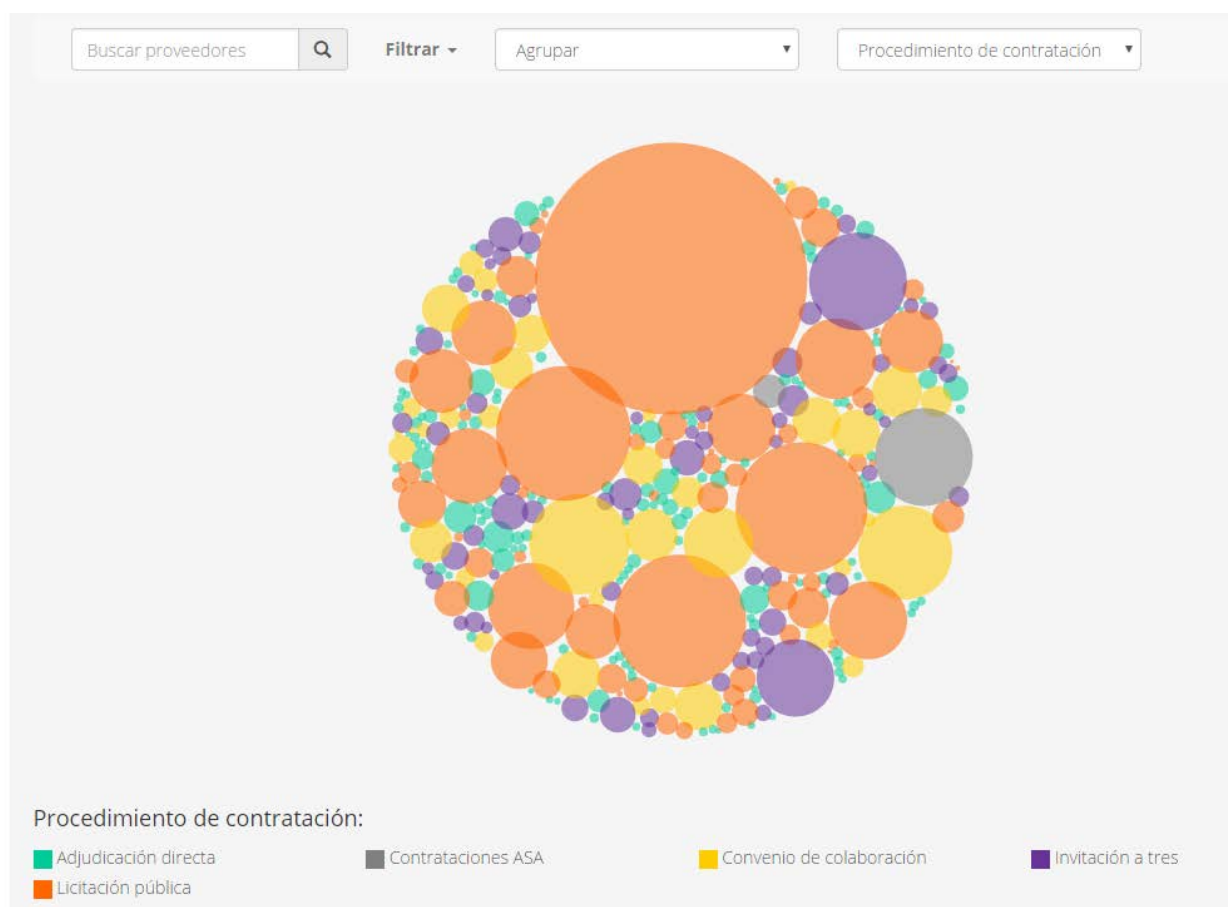 Buscar proveedores Filtrar Agrupar Procedimiento de contratación
Procedimiento de contratación:
Adjudicación directa Contrataciones ASA Convenio de colaboración Invitación a tres
Licitación pública